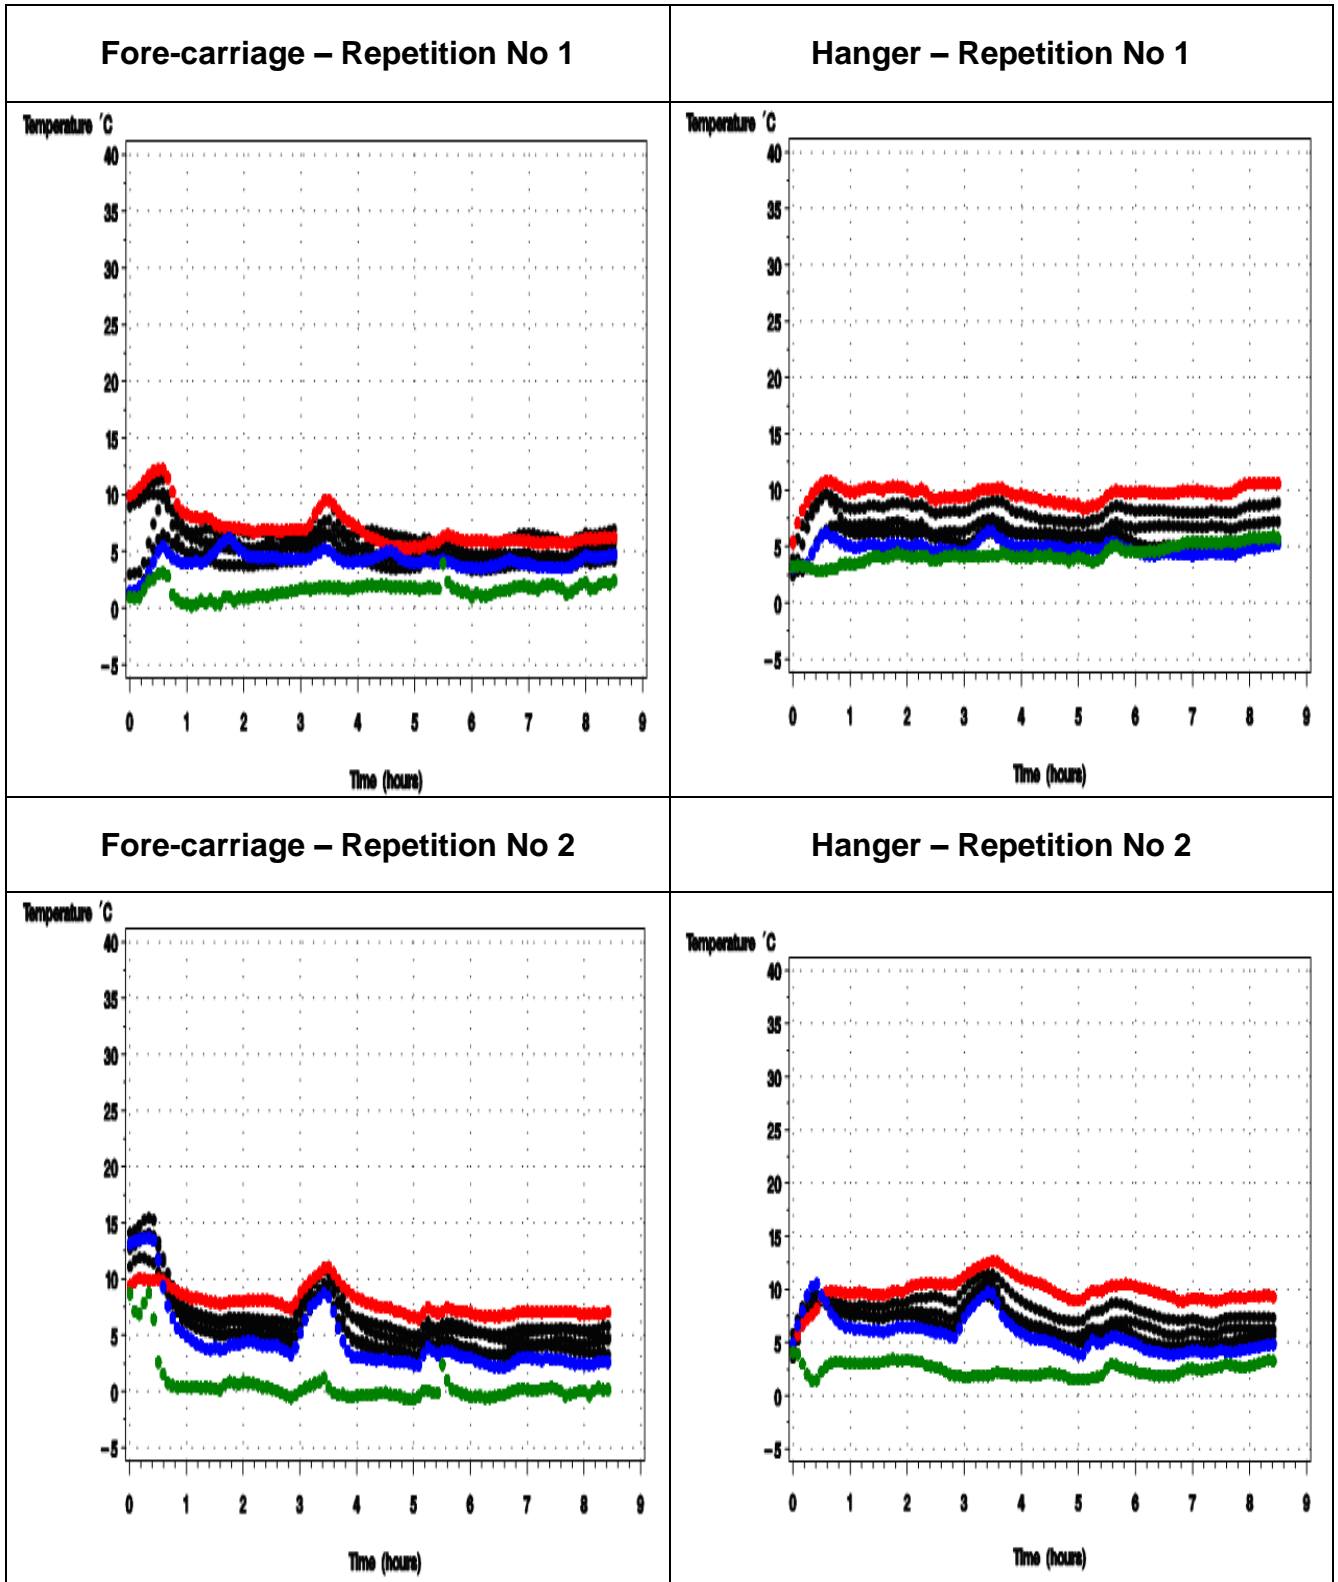 Fore-carriage – Repetition No 1
Hanger – Repetition No 1
Temperature ´C
40
35
30
25
20
15
10
5
0
−5
0 1 2 3 4 5 6 7 8 9
Time (hours)
Temperature ´C
40
35
30
25
20
15
10
5
0
−5
0 1 2 3 4 5 6 7 8 9
Time (hours)
Fore-carriage – Repetition No 2
Hanger – Repetition No 2
Temperature ´C
40
35
30
25
20
15
10
5
0
−5
0 1 2 3 4 5 6 7 8 9
Time (hours)
Temperature ´C
40
35
30
25
20
15
10
5
0
−5
0 1 2 3 4 5 6 7 8 9
Time (hours)